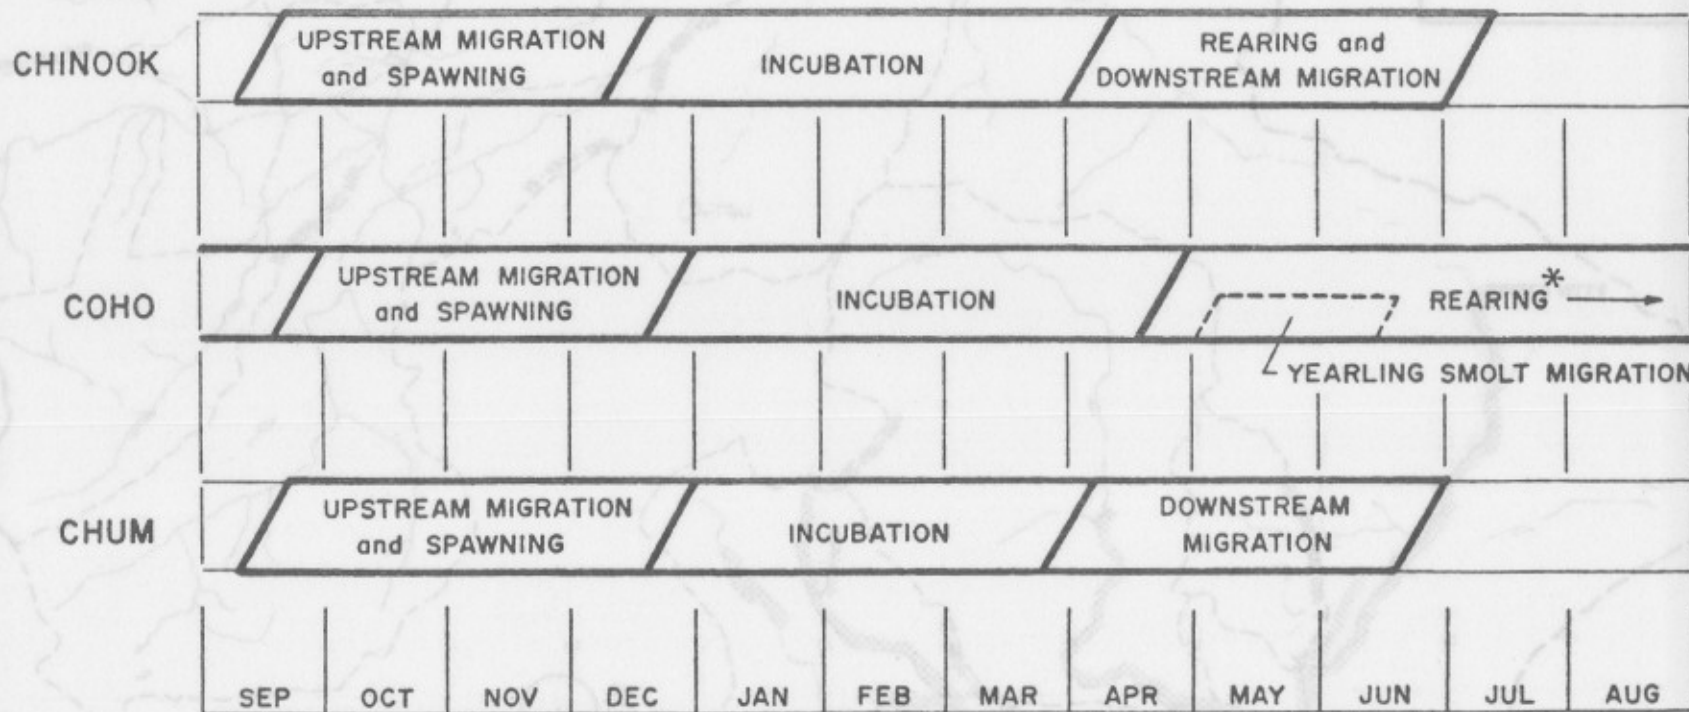 CHINOOK
UPSTREAM MIGRATION
and SPAWNING
INCUBATION
REARING and
DOWNSTREAM MIGRATION
COHO
UPSTREAM MIGRATION
and SPAWNING
INCUBATION
REARING*
YEARLING SMOLT MIGRATION
CHUM
UPSTREAM MIGRATION
and SPAWNING
INCUBATION
DOWNSTREAM
MIGRATION
SEP OCT NOV DEC JAN FEB MAR APR MAY JUN JUL AUG